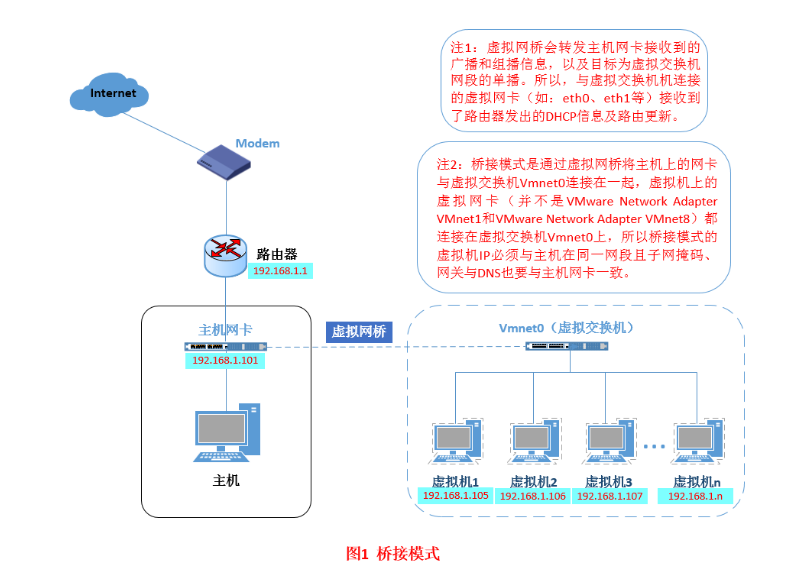 注1：虚拟网桥会转发主机网卡接收到的
广播和组播信息，以及目标为虚拟交换机
网段的单播。所以，与虚拟交换机机连接
的虚拟网卡（如：eth0、eth1等）接收到
了路由器发出的DHCP信息及路由更新。
Internet
Modem
注2：桥接模式是通过虚拟网桥将主机上的网卡
与虚拟交换机Vmnet0连接在一起，虚拟机上的
虚拟网卡（并不是VMware Network Adapter
VMnet1和VMware Network Adapter VMnet8）都
连接在虚拟交换机Vmnet0上，所以桥接模式的
虚拟机IP必须与主机在同一网段且子网掩码、
网关与DNS也要与主机网卡一致。
路由器
192.168.1.1
主机网卡
192.168.1.101
主机
虚拟网桥
Vmnet0（虚拟交换机）
虚拟机1
192.168.1.105
虚拟机2
192.168.1.106
虚拟机3
192.168.1.107
虚拟机n
192.168.1.n
图1 桥接模式